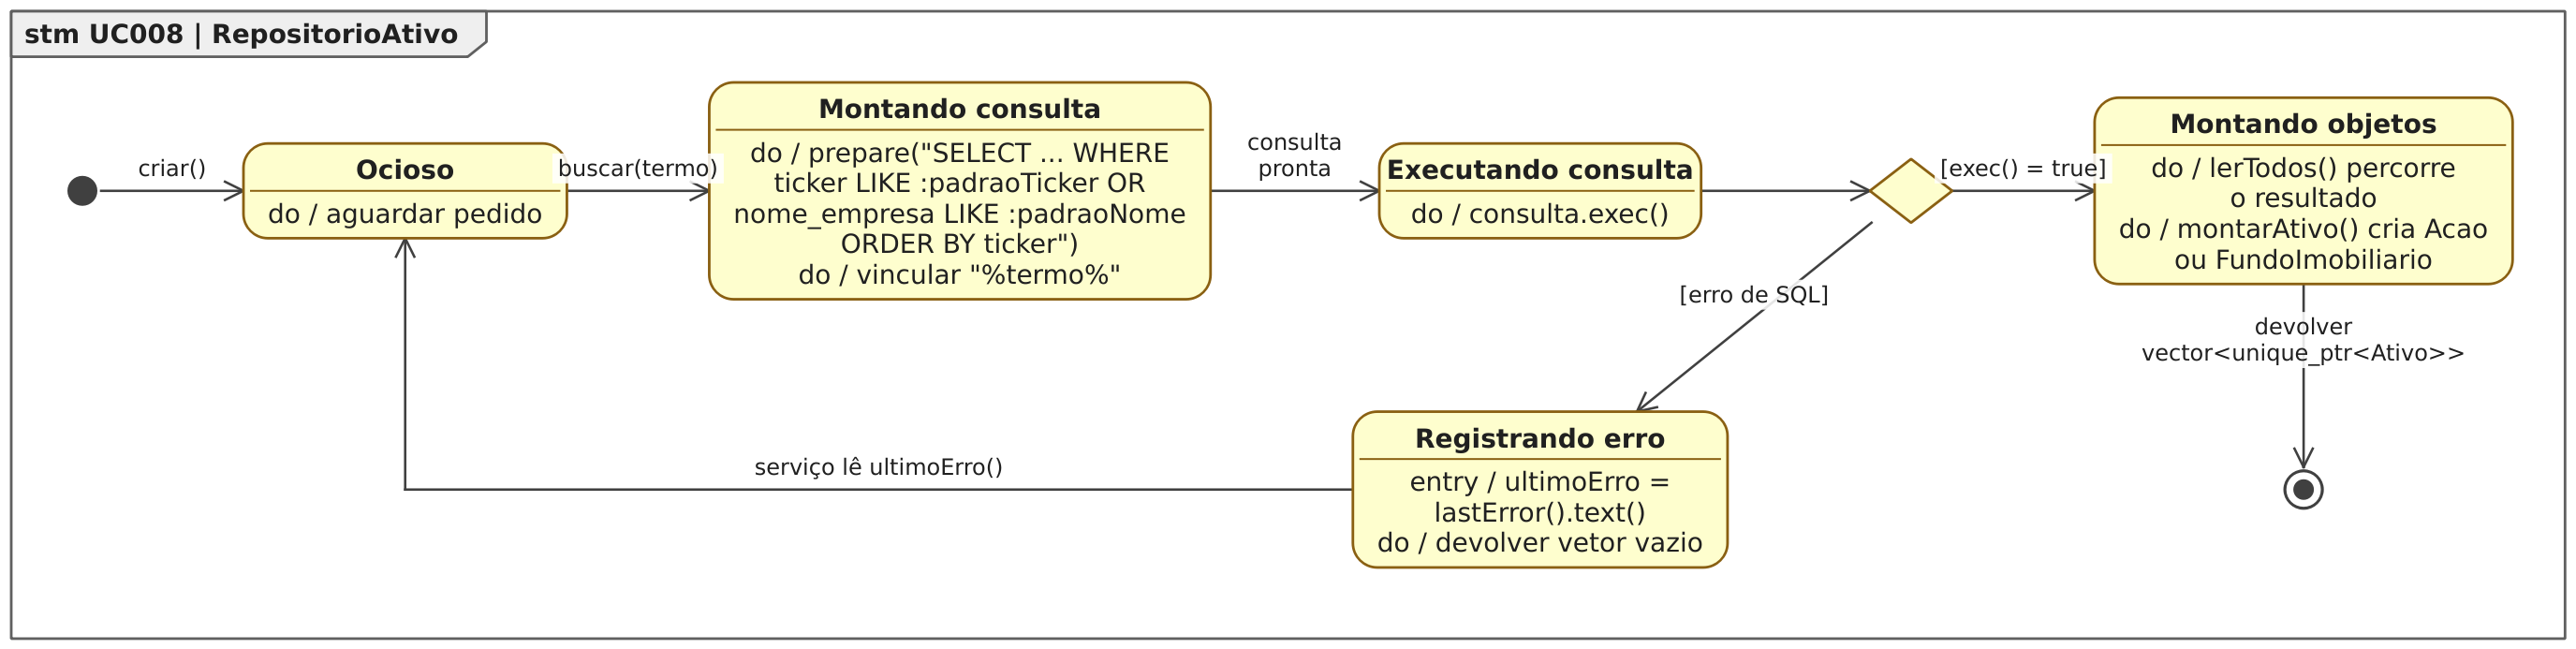 stm UC008 | RepositorioAtivo
criar()
Ocioso
do / aguardar pedido
buscar(termo)
Montando consulta
do / prepare("SELECT ... WHERE
ticker LIKE :padraoTicker OR
nome_empresa LIKE :padraoNome
ORDER BY ticker")
do / vincular "%termo%"
consulta
pronta
Executando consulta
do / consulta.exec()
[exec() = true]
Montando objetos
do / lerTodos() percorre
o resultado
do / montarAtivo() cria Acao
ou FundoImobiliario
[erro de SQL]
devolver
vector<unique_ptr<Ativo>>
Registrando erro
entry / ultimoErro =
lastError().text()
do / devolver vetor vazio
serviço lê ultimoErro()